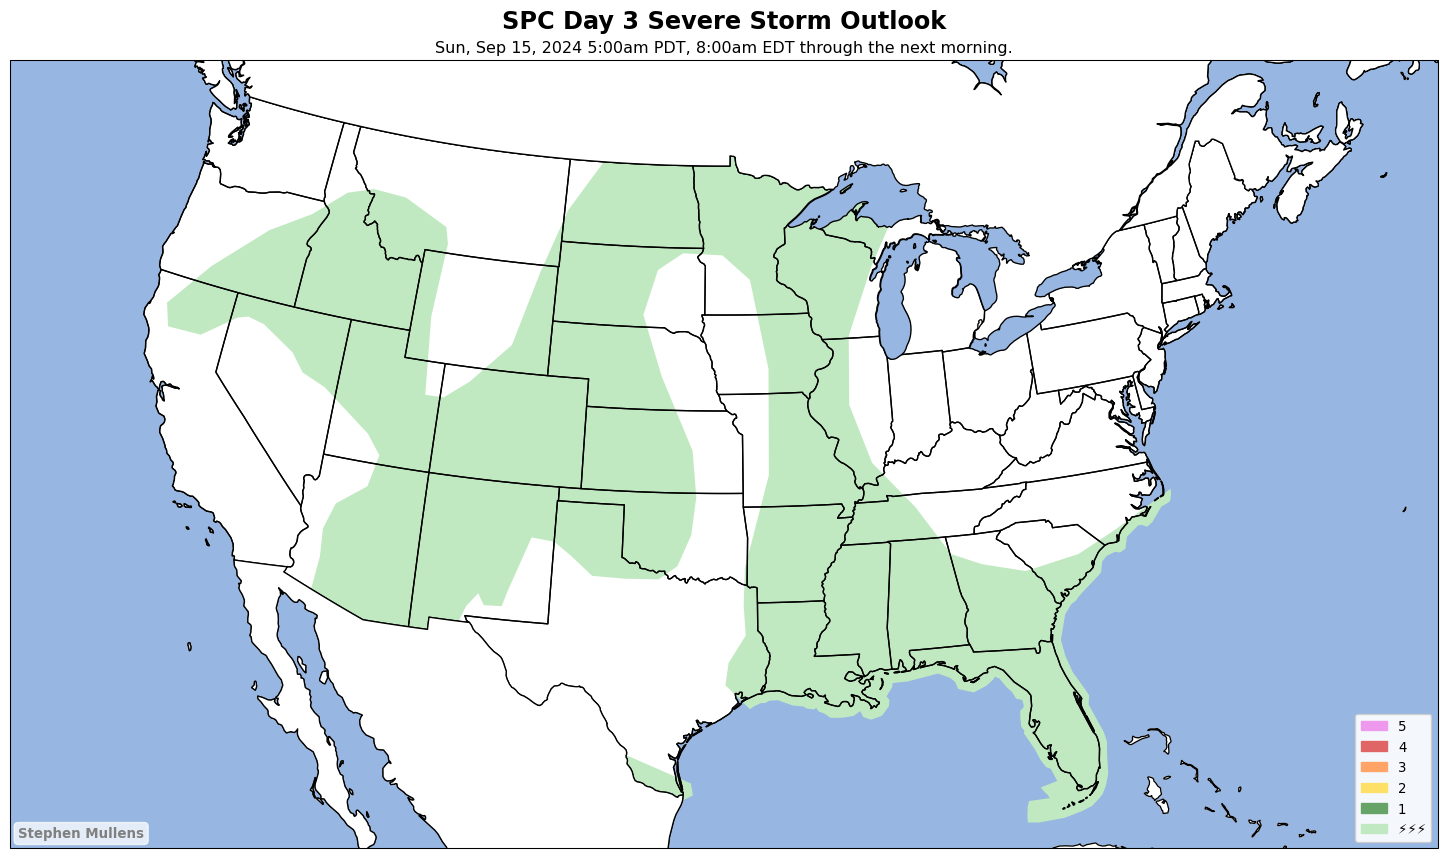 SPC Day 3 Severe Storm Outlook
Sun, Sep 15, 2024 5:00am PDT, 8:00am EDT through the next morning.
5
4
3
2
1
⚡⚡⚡
Stephen Mullens